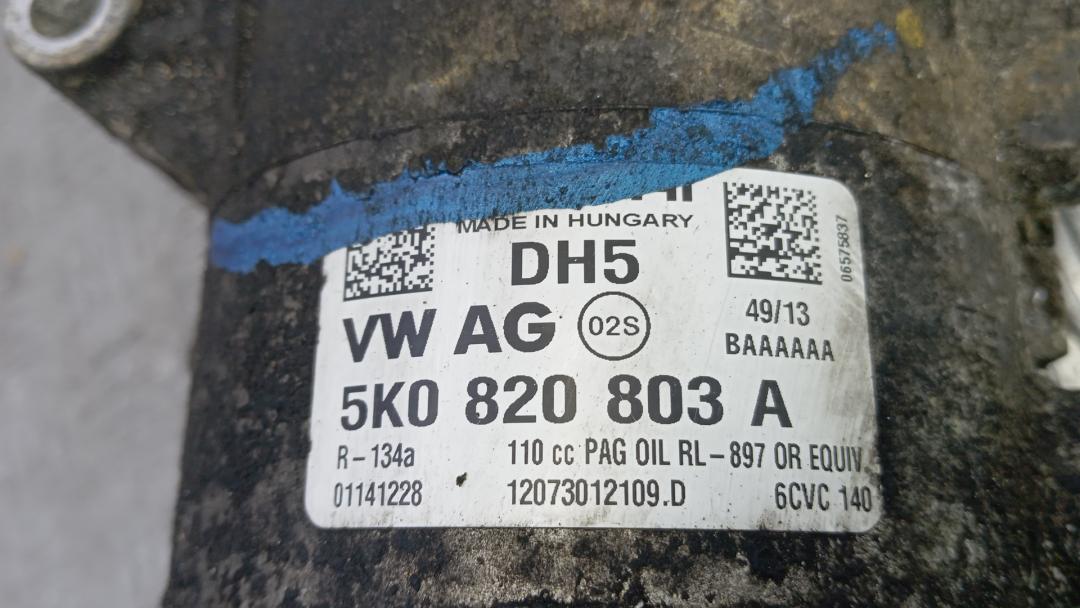 MADE IN HUNGARY
DH5
VW AG 02S
49/13
BAAAAAA
06575837
5K0 820 803 A
R-134a 110 cc PAG OIL RL-897 OR EQUIV.
01141228 12073012109.D 6CVC 140